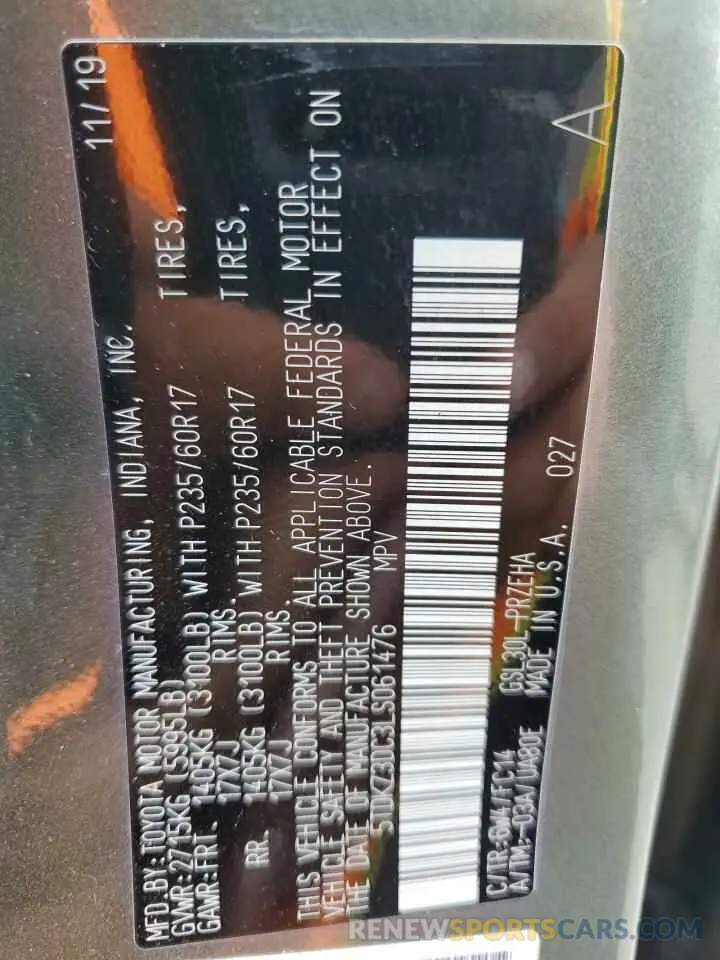 MFD.BY:TOYOTA MOTOR MANUFACTURING, INDIANA, INC. 11/19
GVWR:2715KG (5995LB)
GAWR:FRT. 1405KG (3100LB) WITH P235/60R17 TIRES,
17X7J RIMS.
RR. 1405KG (3100LB) WITH P235/60R17 TIRES,
17X7J RIMS.
THIS VEHICLE CONFORMS TO ALL APPLICABLE FEDERAL MOTOR
VEHICLE SAFETY AND THEFT PREVENTION STANDARDS IN EFFECT ON
THE DATE OF MANUFACTURE SHOWN ABOVE.
5TDKZ3DC3LS061476 MPV
C/TR: /FC14 GSL30L-PRZEHA 027
A/TM:-03A/UA80E MADE IN U.S.A.
A
RENEWSPORTSCARS.COM